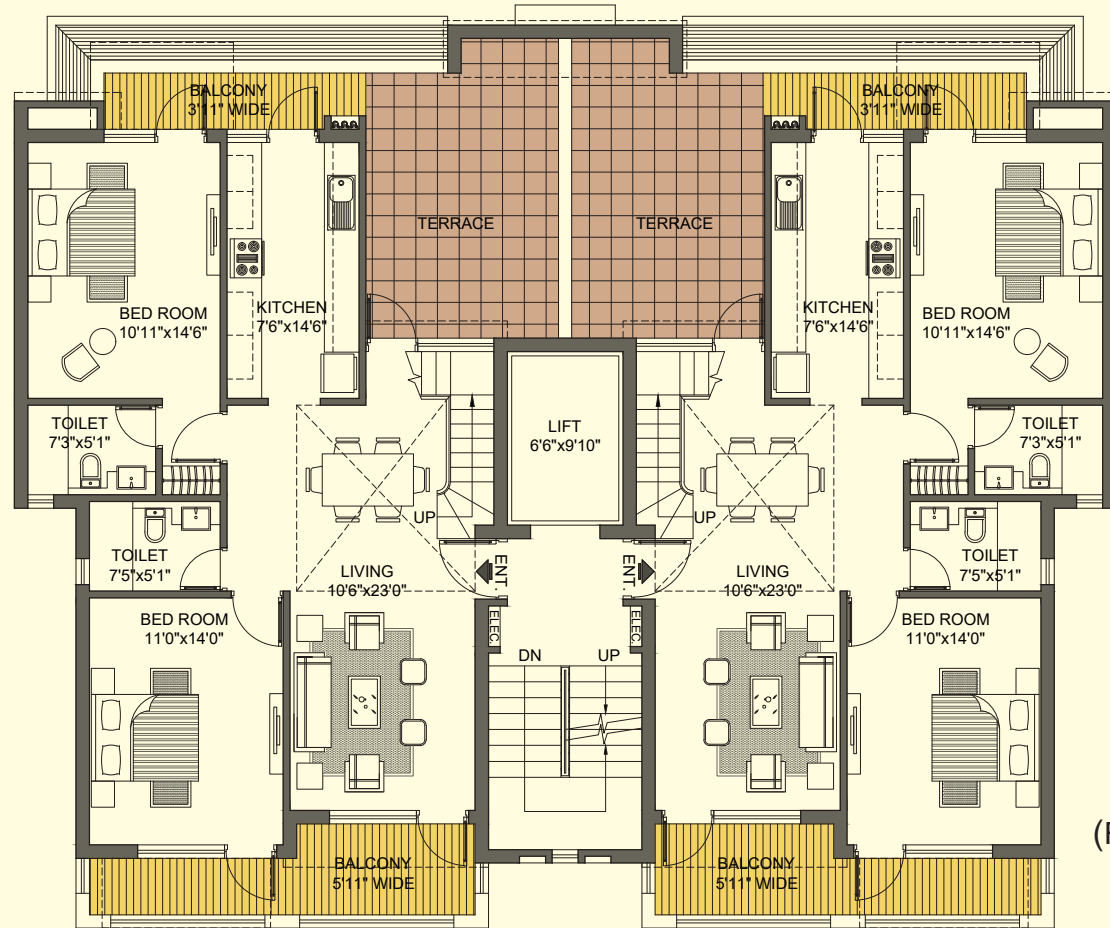 BALCONY
3'11" WIDE
BALCONY
3'11" WIDE
TERRACE
TERRACE
BED ROOM
10'11"x14'6"
KITCHEN
7'6"x14'6"
KITCHEN
7'6"x14'6"
BED ROOM
10'11"x14'6"
TOILET
7'3"x5'1"
LIFT
6'6"x9'10"
TOILET
7'3"x5'1"
UP
UP
TOILET
7'5"x5'1"
LIVING
10'6"x23'0"
ENT.
ENT.
LIVING
10'6"x23'0"
TOILET
7'5"x5'1"
BED ROOM
11'0"x14'0"
ELEC.
ELEC.
BED ROOM
11'0"x14'0"
DN
UP
BALCONY
5'11" WIDE
BALCONY
5'11" WIDE